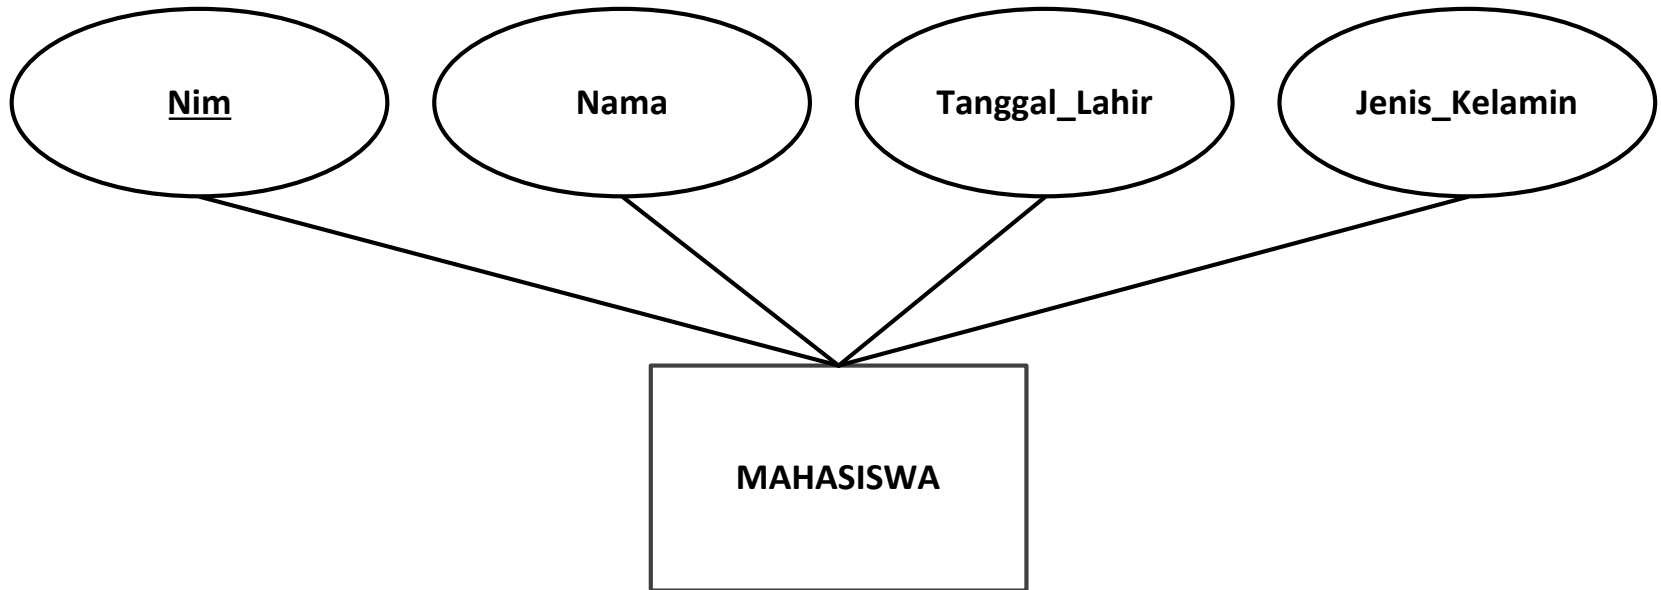 Nim
Nama
Tanggal_Lahir
Jenis_Kelamin
MAHASISWA